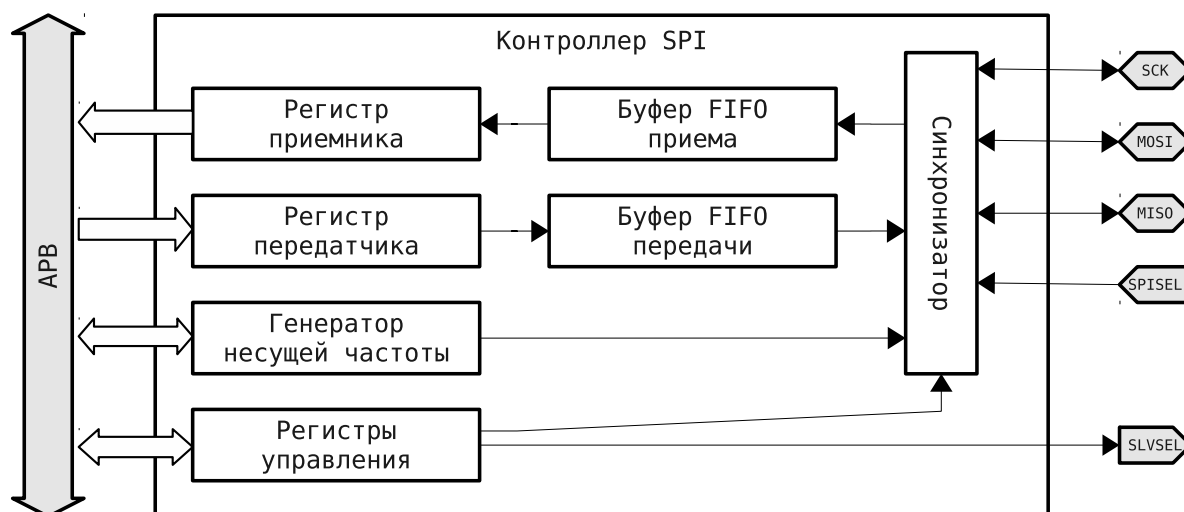 Контроллер SPI
APB
Регистр
приемника
Буфер FIFO
приема
Регистр
передатчика
Буфер FIFO
передачи
Генератор
несущей частоты
Регистры
управления
Синхронизатор
SCK
MOSI
MISO
SPISEL
SLVSEL